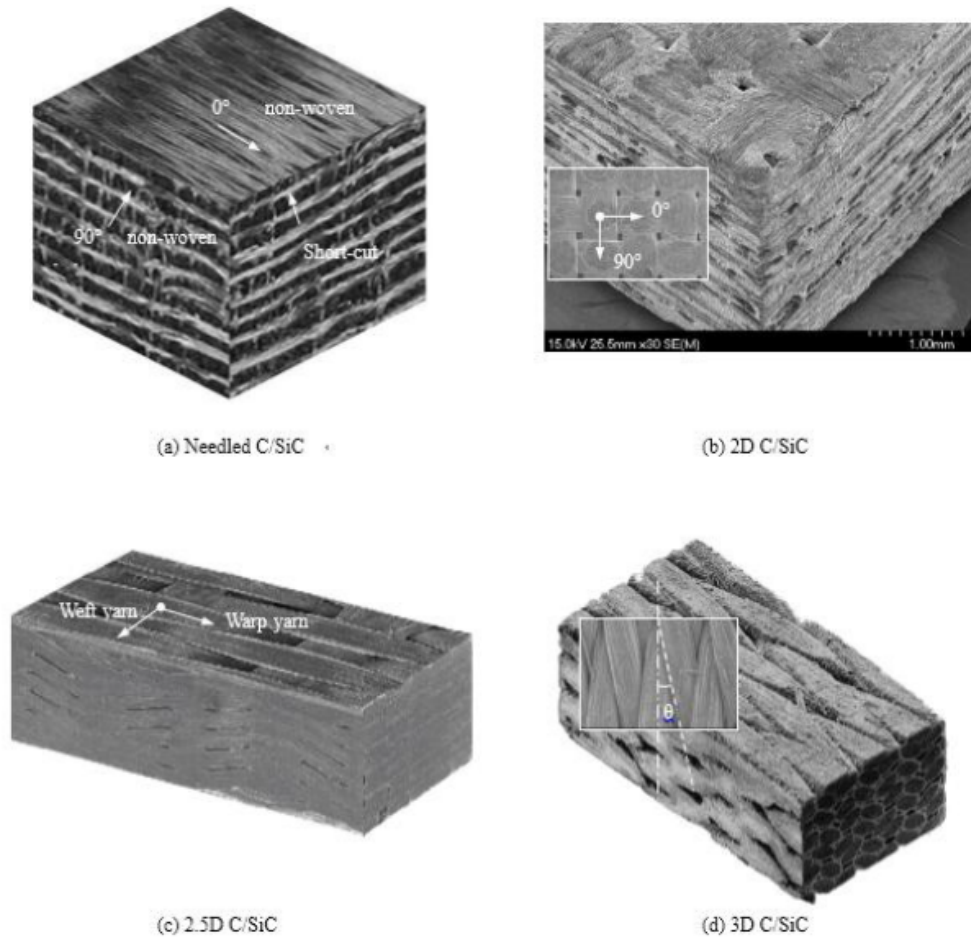 0°
non-woven
90°
non-woven
Short-cut
0°
90°
15.0kV 25.5mm x30 SE(M)
1.00mm
(a) Needled C/SiC
(b) 2D C/SiC
Weft yarn
Warp yarn
θ
(c) 2.5D C/SiC
(d) 3D C/SiC